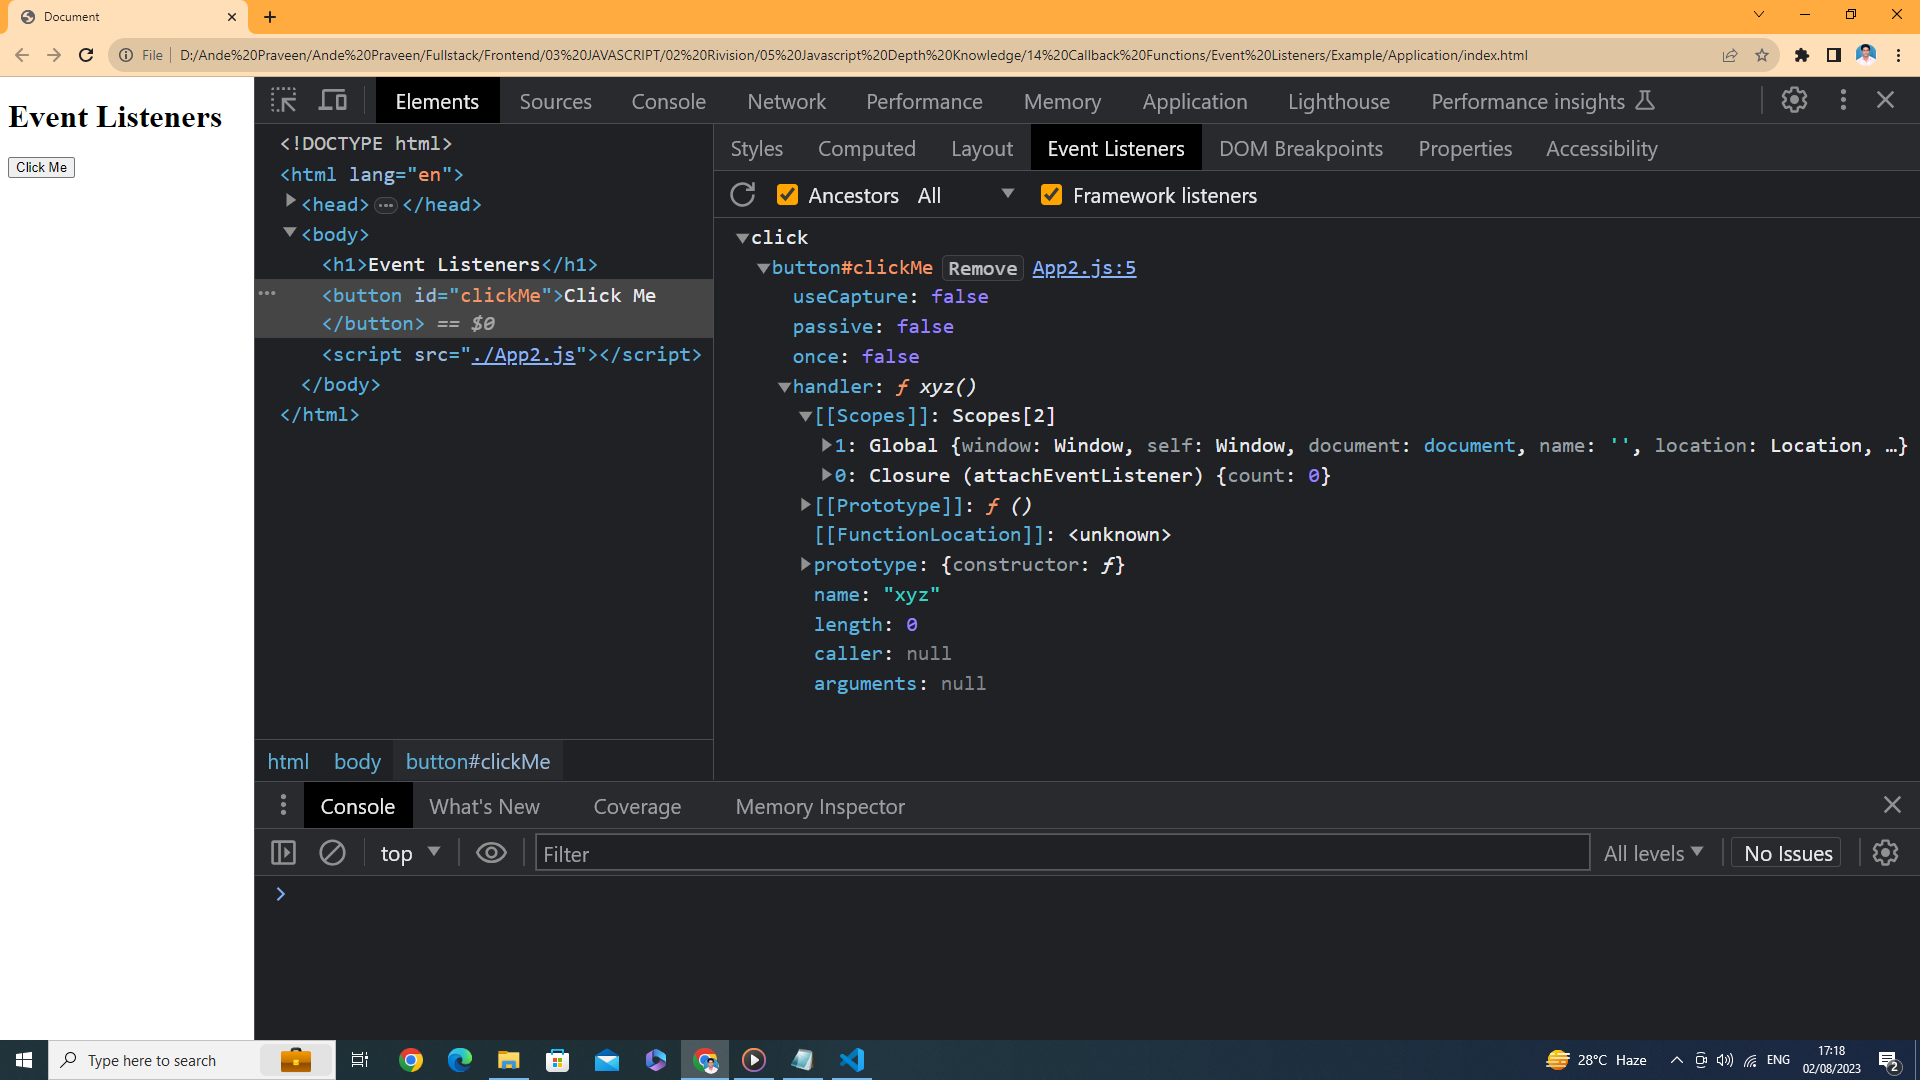 Document
File
D:/Ande%20Praveen/Ande%20Praveen/Fullstack/Frontend/03%20JAVASCRIPT/02%20Rivision/05%20Javascript%20Depth%20Knowledge/14%20Callback%20Functions/Event%20Listeners/Example/Application/index.html
Event Listeners
Click Me
Elements Sources Console Network Performance Memory Application Lighthouse Performance insights
<!DOCTYPE html>
<html lang="en">
<head>…</head>
<body>
<h1>Event Listeners</h1>
<button id="clickMe">Click Me
</button> == $0
<script src="./App2.js"></script>
</body>
</html>
html body button#clickMe
Styles Computed Layout Event Listeners DOM Breakpoints Properties Accessibility
Ancestors All Framework listeners
click
button#clickMe Remove App2.js:5
useCapture: false
passive: false
once: false
handler: ƒ xyz()
[[Scopes]]: Scopes[2]
1: Global {window: Window, self: Window, document: document, name: '', location: Location, …}
0: Closure (attachEventListener) {count: 0}
[[Prototype]]: ƒ ()
[[FunctionLocation]]: <unknown>
prototype: {constructor: ƒ}
name: "xyz"
length: 0
caller: null
arguments: null
Console What's New Coverage Memory Inspector
top Filter All levels No Issues
Type here to search
28°C Haze
ENG
17:18
02/08/2023
2